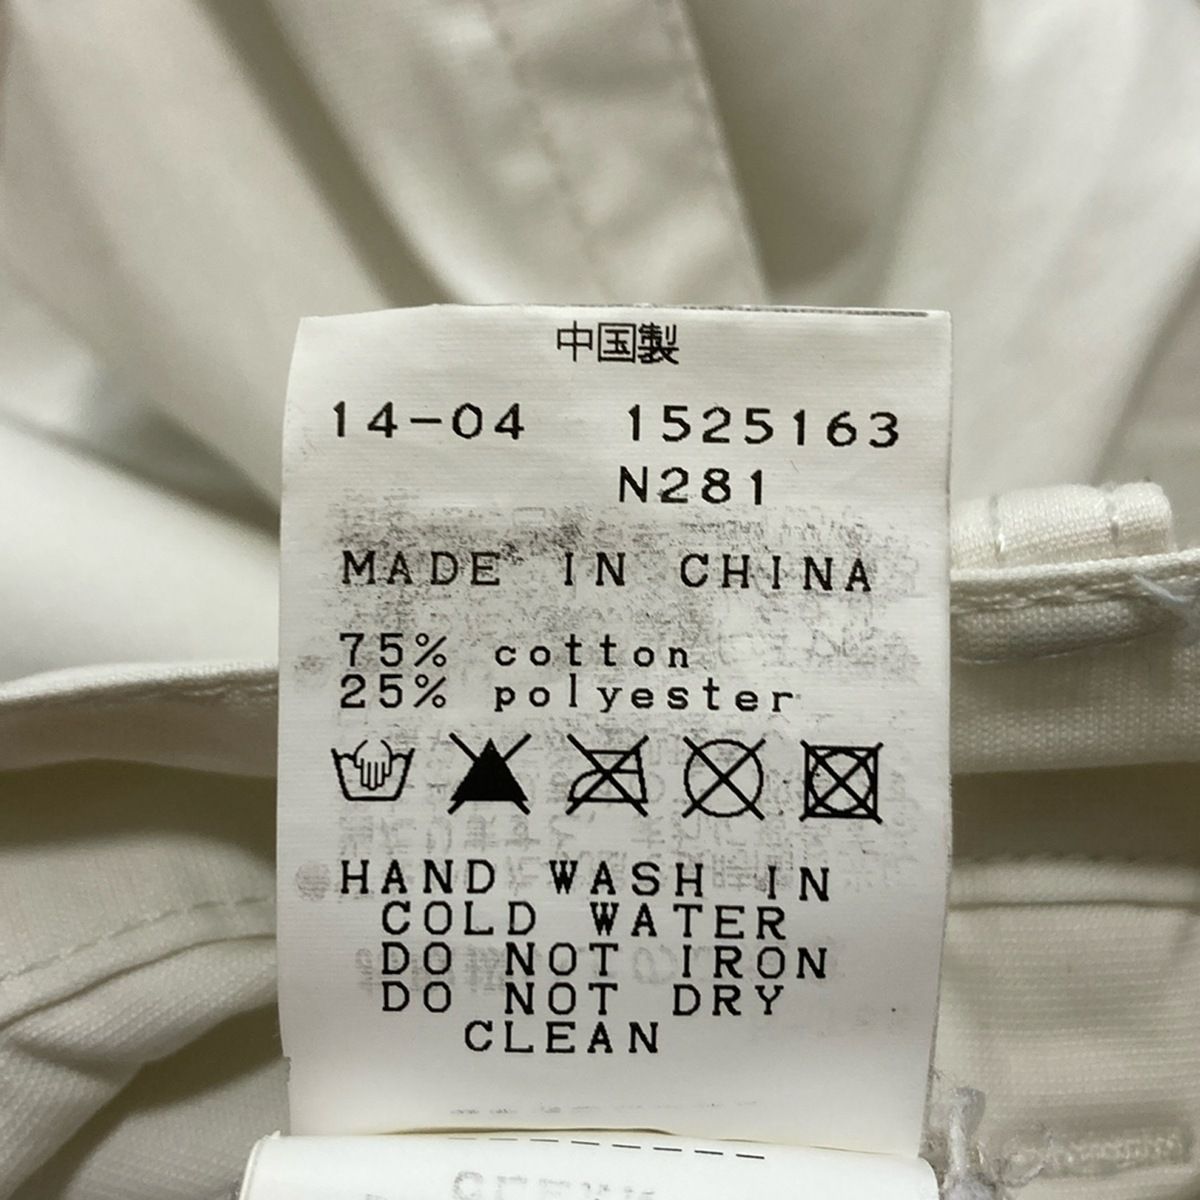 中国製
14-04 1525163
N281
MADE IN CHINA
75% cotton
25% polyester
HAND WASH IN
COLD WATER
DO NOT IRON
DO NOT DRY
CLEAN